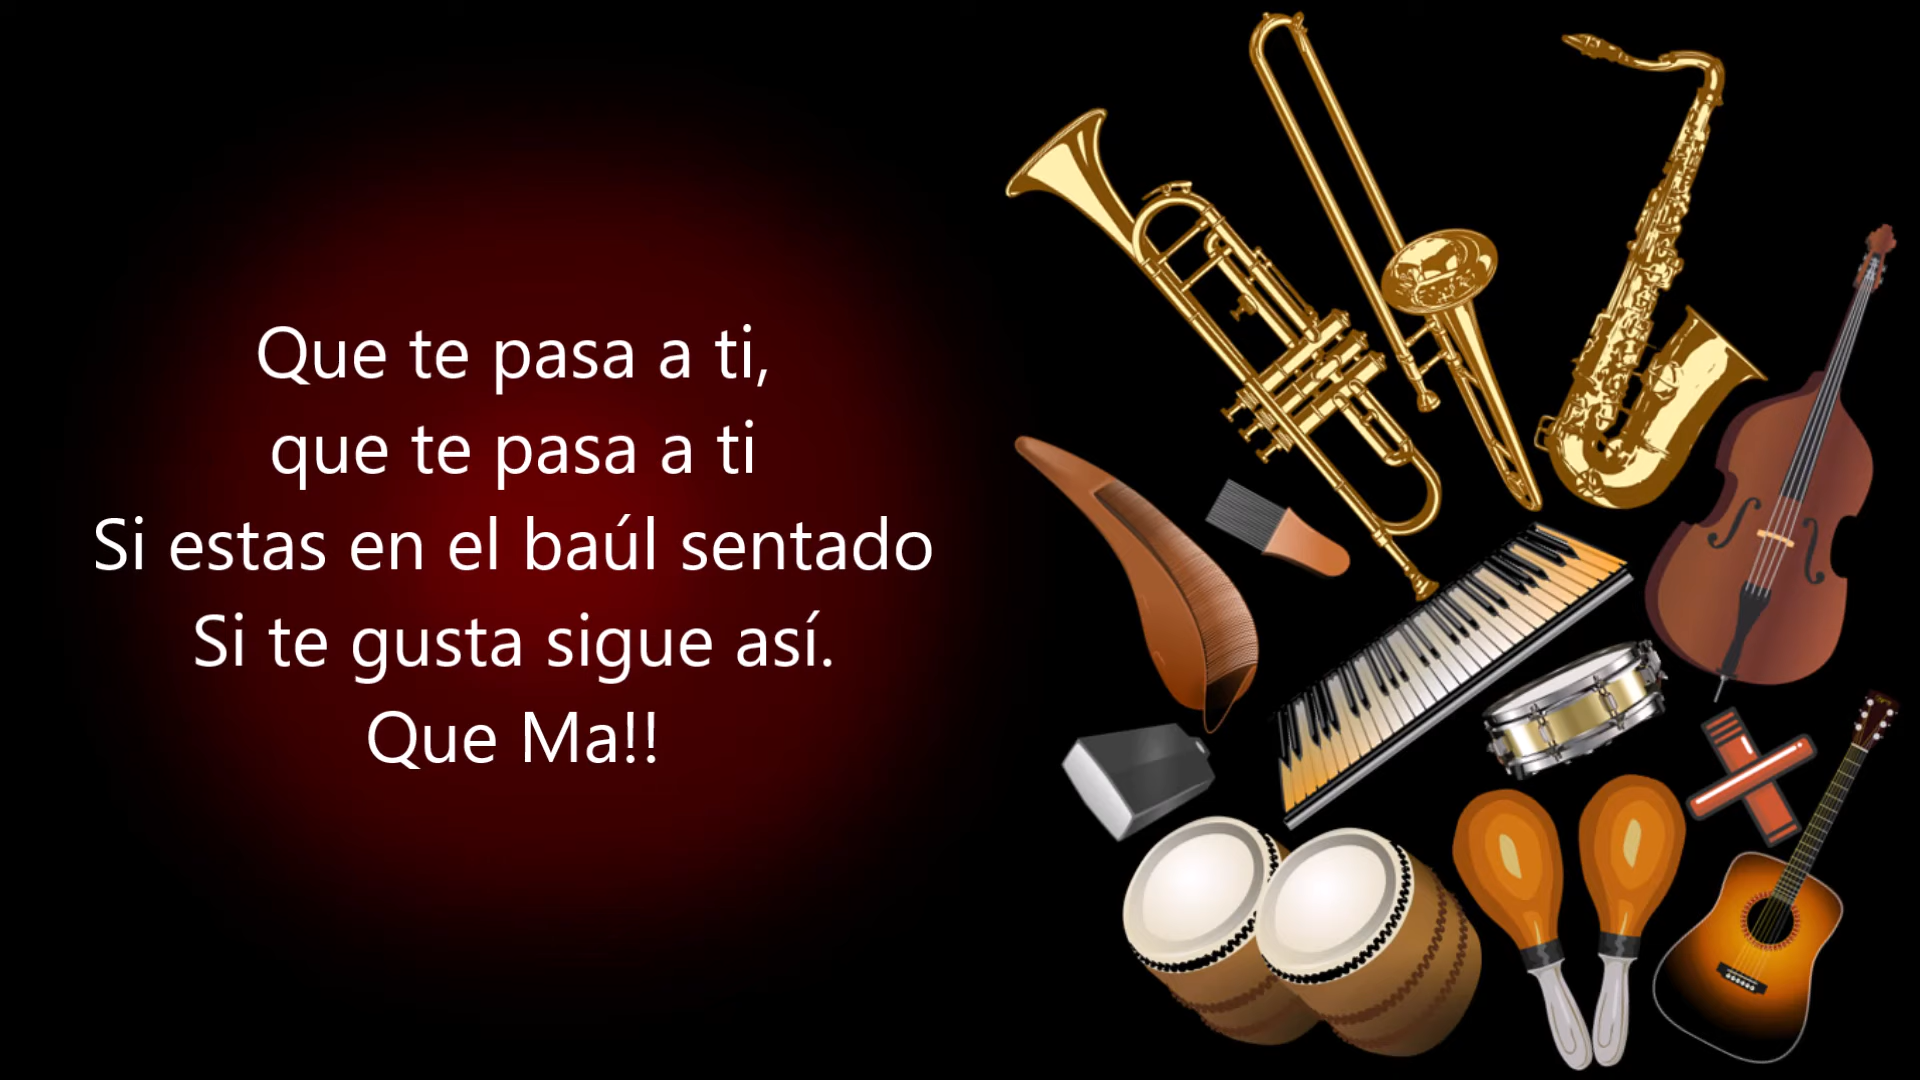 Que te pasa a ti,
que te pasa a ti
Si estas en el baúl sentado
Si te gusta sigue así.
Que Ma!!